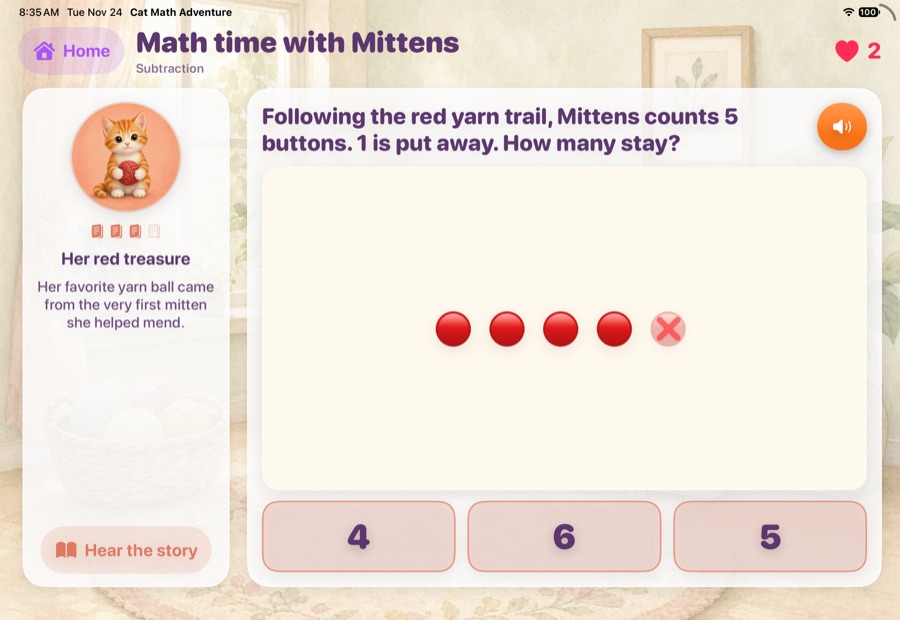 8:35 AM Tue Nov 24 Cat Math Adventure
100
Home
Math time with Mittens
Subtraction
2
Her red treasure
Her favorite yarn ball came
from the very first mitten
she helped mend.
Hear the story
Following the red yarn trail, Mittens counts 5
buttons. 1 is put away. How many stay?
4
6
5